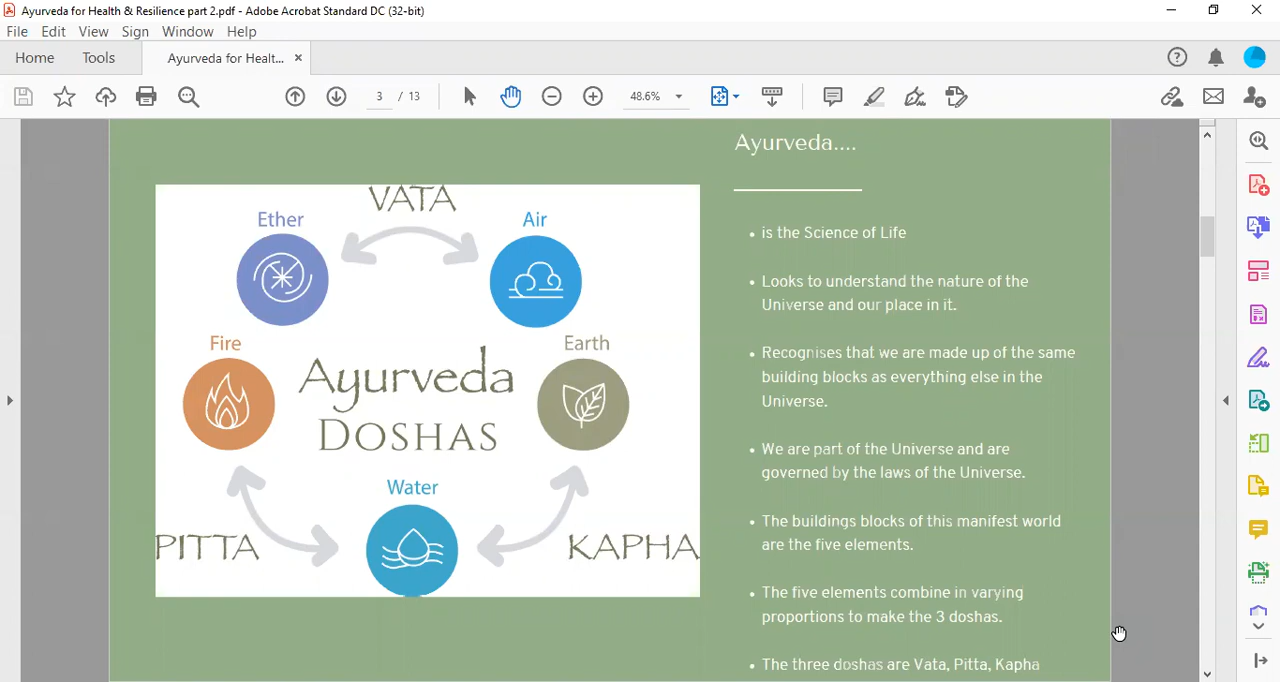 Ayurveda for Health & Resilience part 2.pdf - Adobe Acrobat Standard DC (32-bit)
File Edit View Sign Window Help
Home Tools Ayurveda for Healt... ×
3 / 13 48.6%
VATA
Ether
Air
Fire
Earth
Ayurveda
DOSHAS
Water
PITTA
KAPHA
Ayurveda....
• is the Science of Life
• Looks to understand the nature of the
Universe and our place in it.
• Recognises that we are made up of the same
building blocks as everything else in the
Universe.
• We are part of the Universe and are
governed by the laws of the Universe.
• The buildings blocks of this manifest world
are the five elements.
• The five elements combine in varying
proportions to make the 3 doshas.
• The three doshas are Vata, Pitta, Kapha